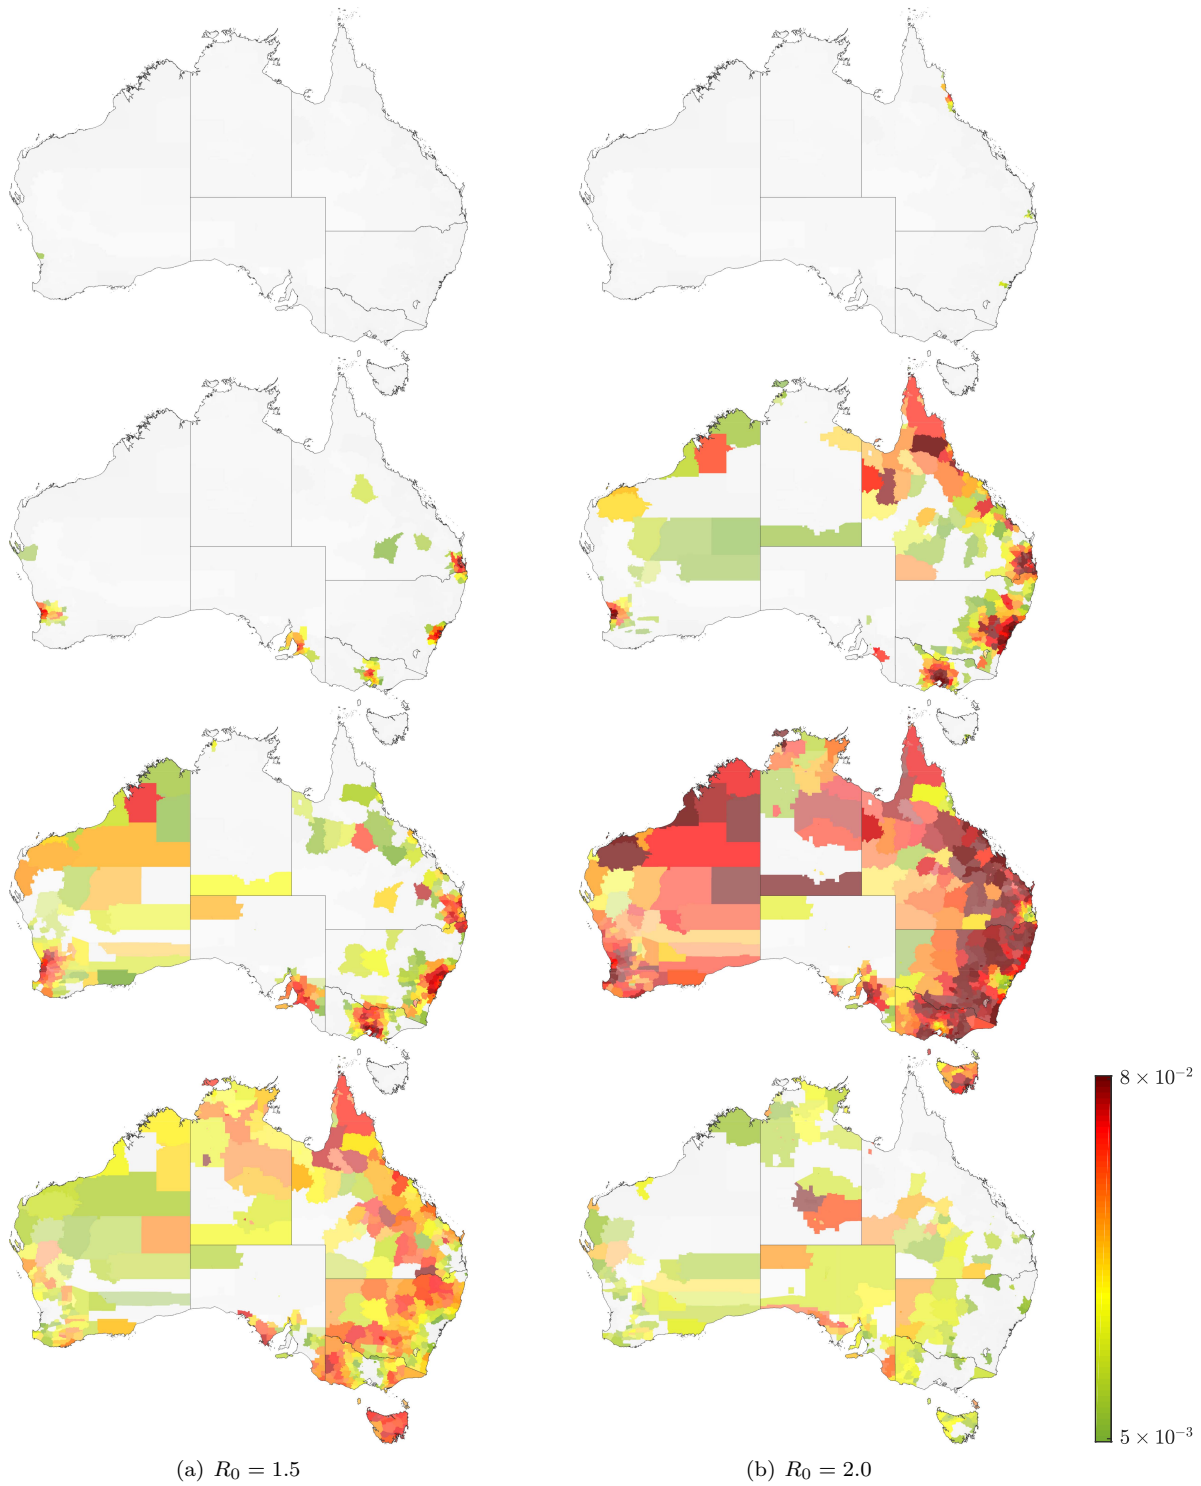 8 × 10⁻²
5 × 10⁻³
(a) R₀ = 1.5
(b) R₀ = 2.0